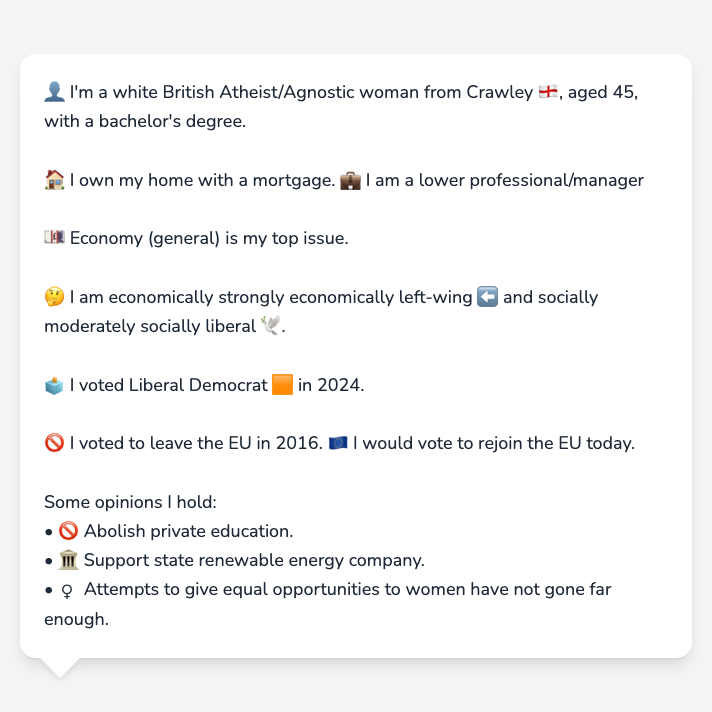 👤 I'm a white British Atheist/Agnostic woman from Crawley 🏴󠁧󠁢󠁥󠁮󠁧󠁿, aged 45,
with a bachelor's degree.
🏠 I own my home with a mortgage. 💼 I am a lower professional/manager
💷 Economy (general) is my top issue.
🤔 I am economically strongly economically left-wing ⬅️ and socially
moderately socially liberal 🕊️.
🗳️ I voted Liberal Democrat 🟧 in 2024.
🚫 I voted to leave the EU in 2016. 🇪🇺 I would vote to rejoin the EU today.
Some opinions I hold:
• 🚫 Abolish private education.
• 🏛️ Support state renewable energy company.
• ♀ Attempts to give equal opportunities to women have not gone far
enough.